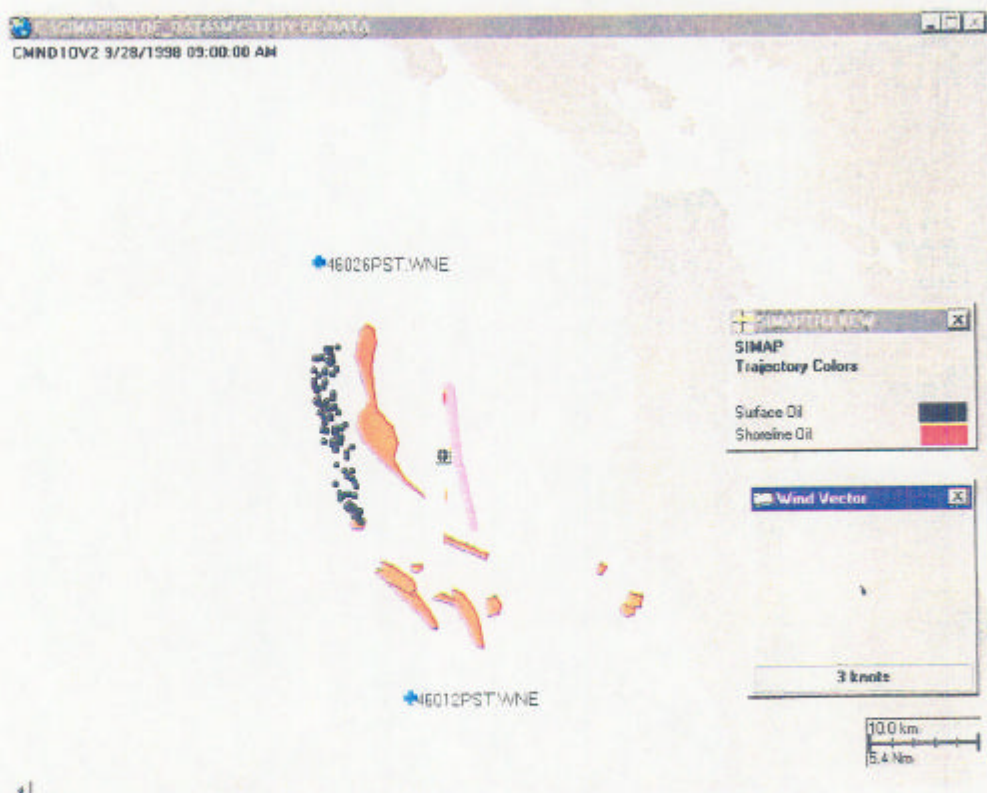 CMND10V2 9/28/1998 09:00:00 AM
46026PST.WNE
SIMAP
Trajectory Colors
Surface Oil
Shoreline Oil
Wind Vector
3 knots
46012PST.WNE
10.0 km
5.4 Nm